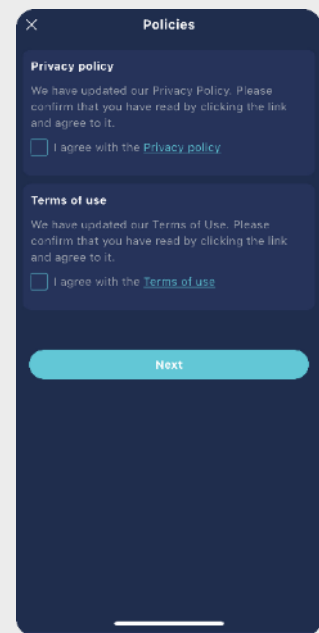 Policies
Privacy policy
We have updated our Privacy Policy. Please
confirm that you have read by clicking the link
and agree to it.
I agree with the Privacy policy
Terms of use
We have updated our Terms of Use. Please
confirm that you have read by clicking the link
and agree to it.
I agree with the Terms of use
Next